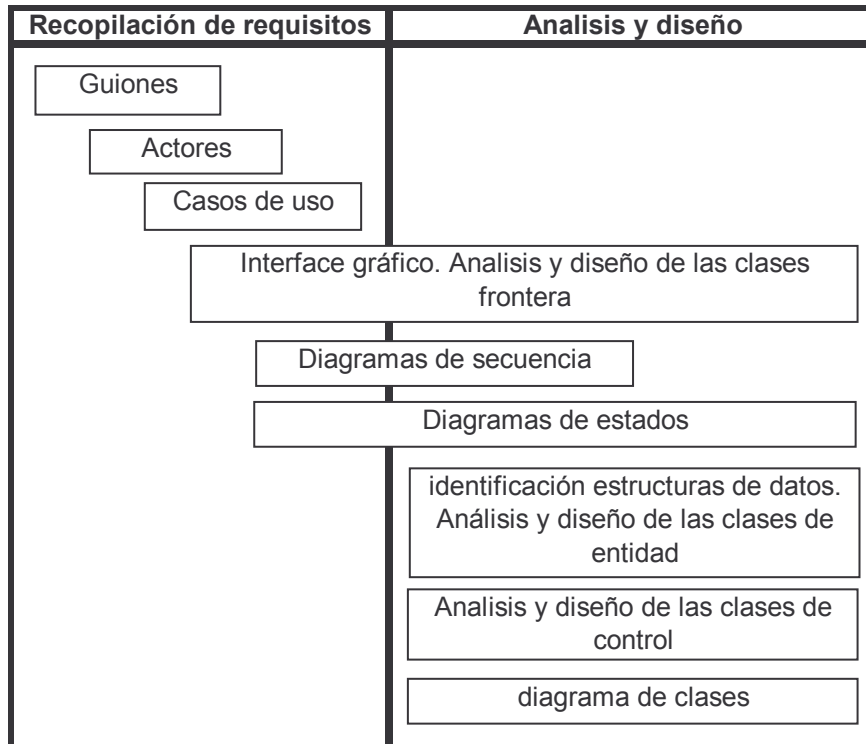 Recopilación de requisitos
Analisis y diseño
Guiones
Actores
Casos de uso
Interface gráfico. Analisis y diseño de las clases
frontera
Diagramas de secuencia
Diagramas de estados
identificación estructuras de datos.
Análisis y diseño de las clases de
entidad
Analisis y diseño de las clases de
control
diagrama de clases